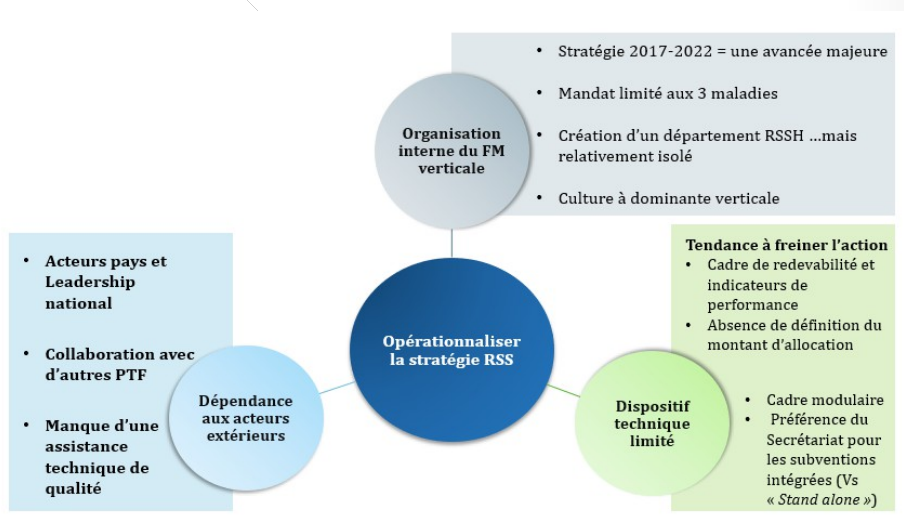 Organisation
interne du FM
verticale
• Stratégie 2017-2022 = une avancée majeure
• Mandat limité aux 3 maladies
• Création d’un département RSSH ...mais
relativement isolé
• Culture à dominante verticale
Opérationnaliser
la stratégie RSS
• Acteurs pays et
Leadership
national
• Collaboration avec
d’autres PTF
• Manque d’une
assistance
technique de
qualité
Dépendance
aux acteurs
extérieurs
Dispositif
technique
limité
Tendance à freiner l’action
• Cadre de redevabilité et
indicateurs de
performance
• Absence de définition du
montant d’allocation
• Cadre modulaire
• Préférence du
Secrétariat pour
les subventions
intégrées (Vs
« Stand alone »)